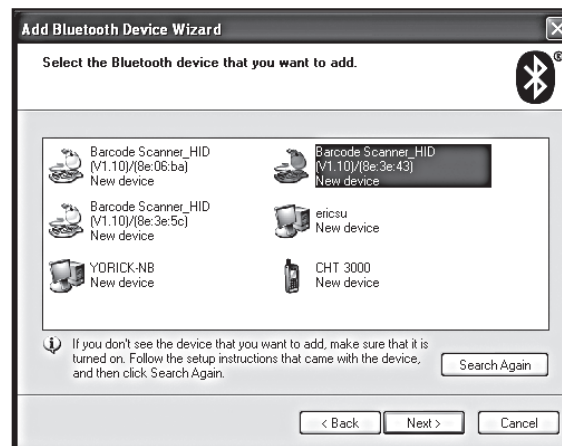 Add Bluetooth Device Wizard
Select the Bluetooth device that you want to add.
Barcode Scanner_HID
(V1.10)/(8e:06:ba)
New device
Barcode Scanner_HID
(V1.10)/(8e:3e:43)
New device
Barcode Scanner_HID
(V1.10)/(8e:3e:5c)
New device
ericsu
New device
YORICK-NB
New device
CHT 3000
New device
If you don't see the device that you want to add, make sure that it is
turned on. Follow the setup instructions that came with the device,
and then click Search Again.
Search Again
< Back
Next >
Cancel